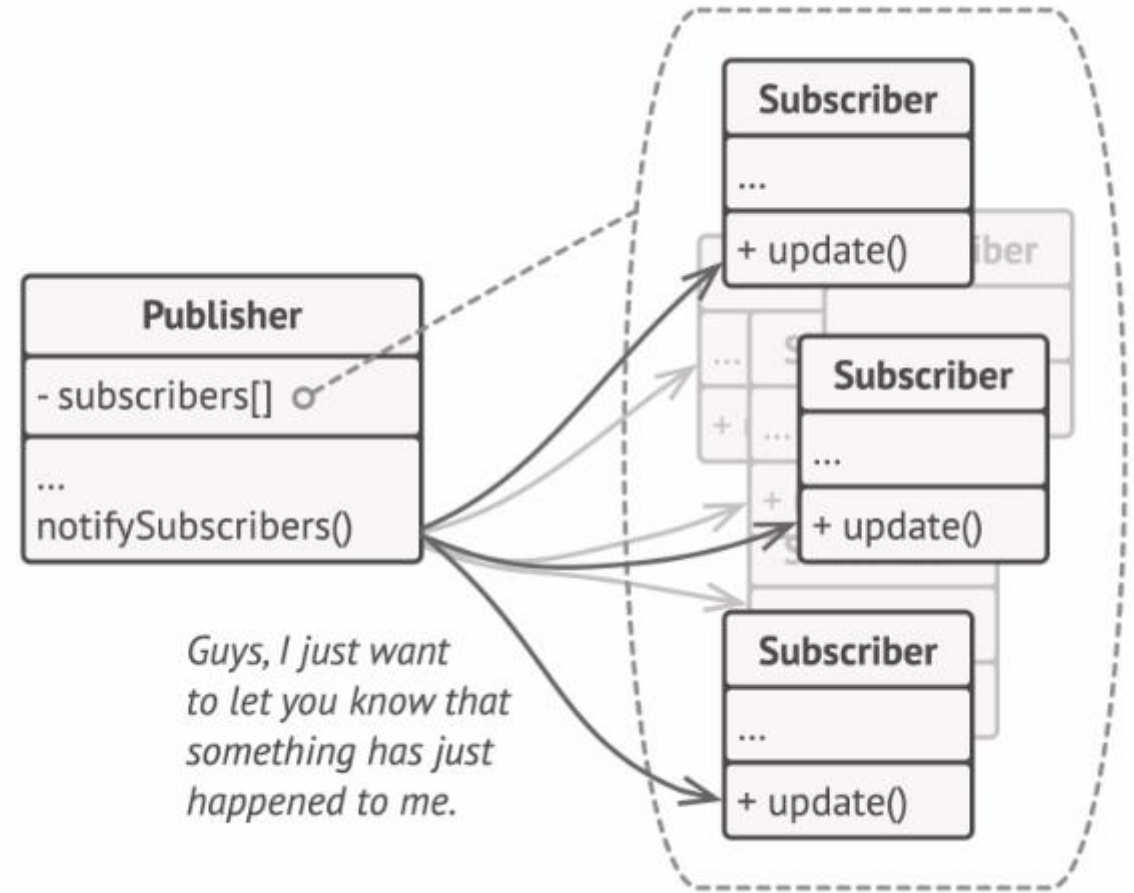 Publisher
- subscribers[]
...
notifySubscribers()
Guys, I just want
to let you know that
something has just
happened to me.
Subscriber
...
+ update()
iber
...
S
+
...
Subscriber
...
+ update()
+
S
Subscriber
...
+ update()